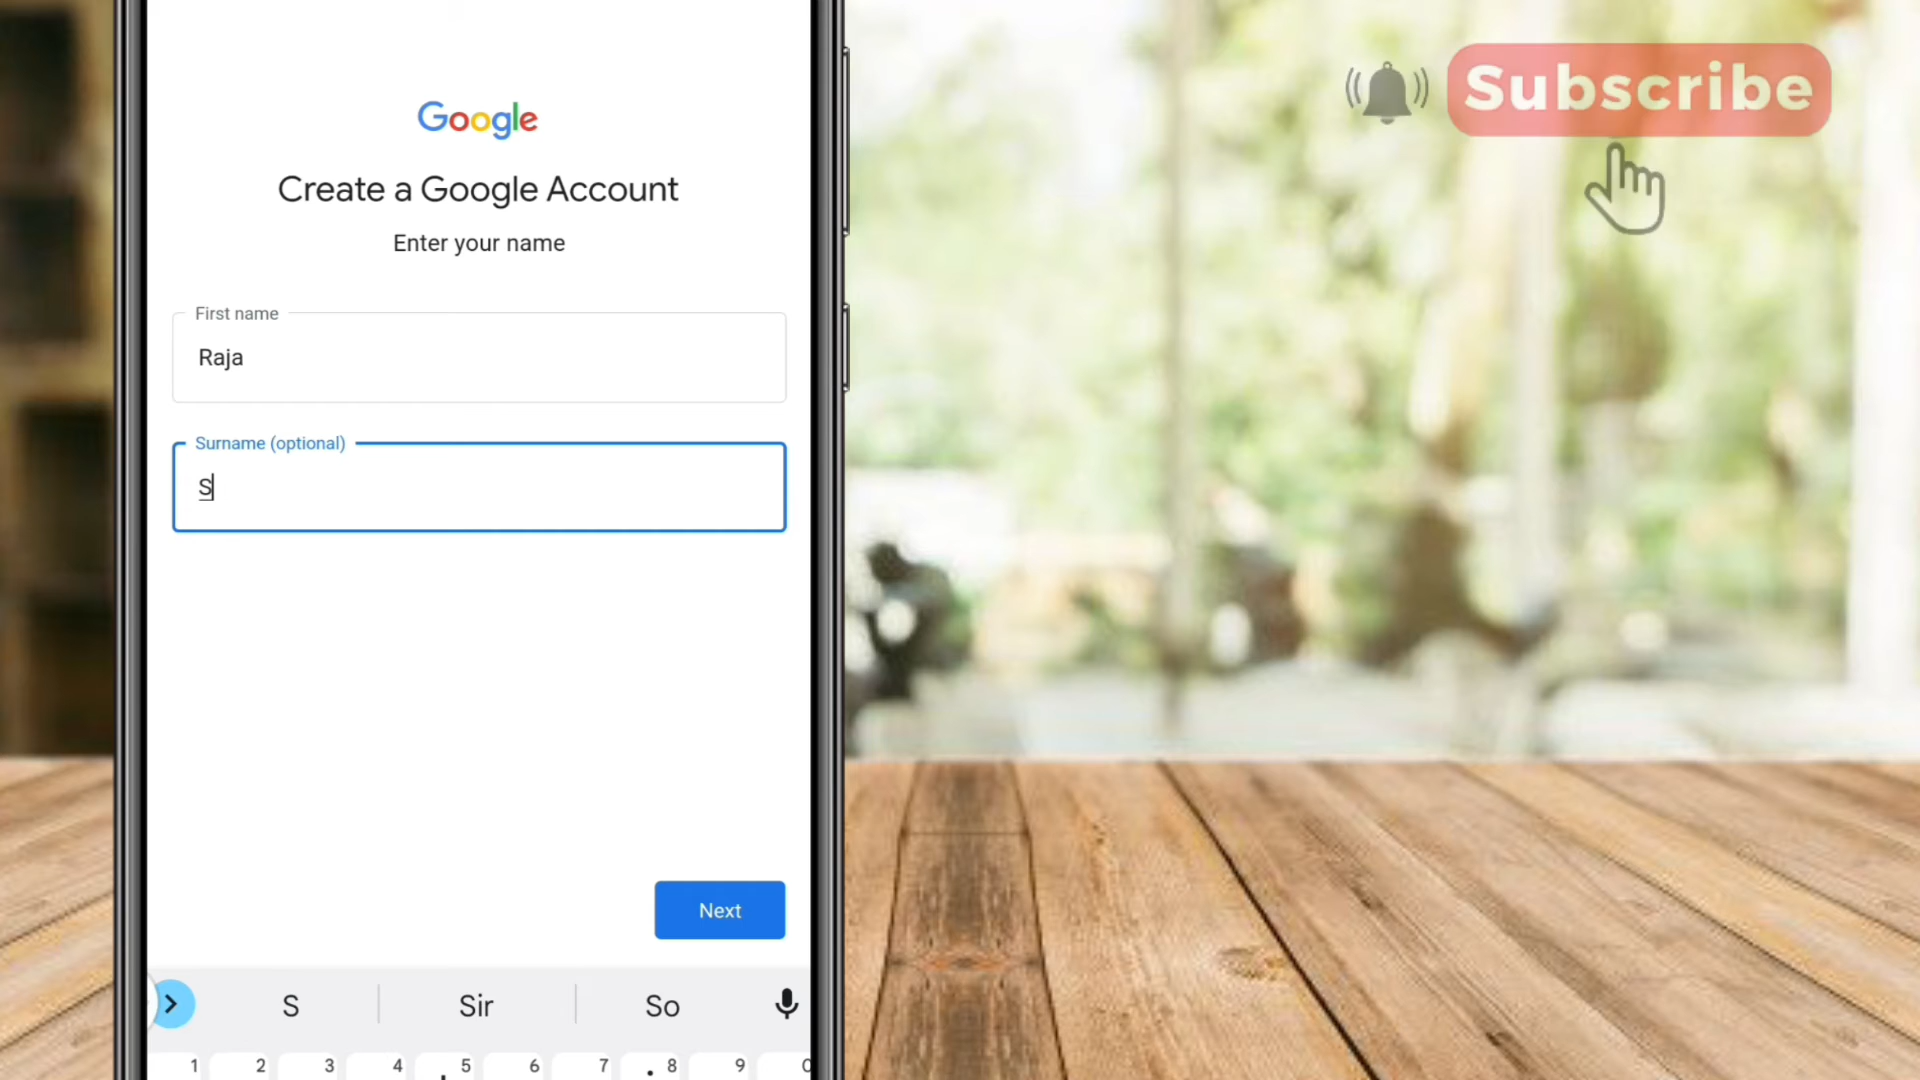 Subscribe
Google
Create a Google Account
Enter your name
First name
Raja
Surname (optional)
S
Next
S
Sir
So
1 2 3 4 5 6 7 8 9 0